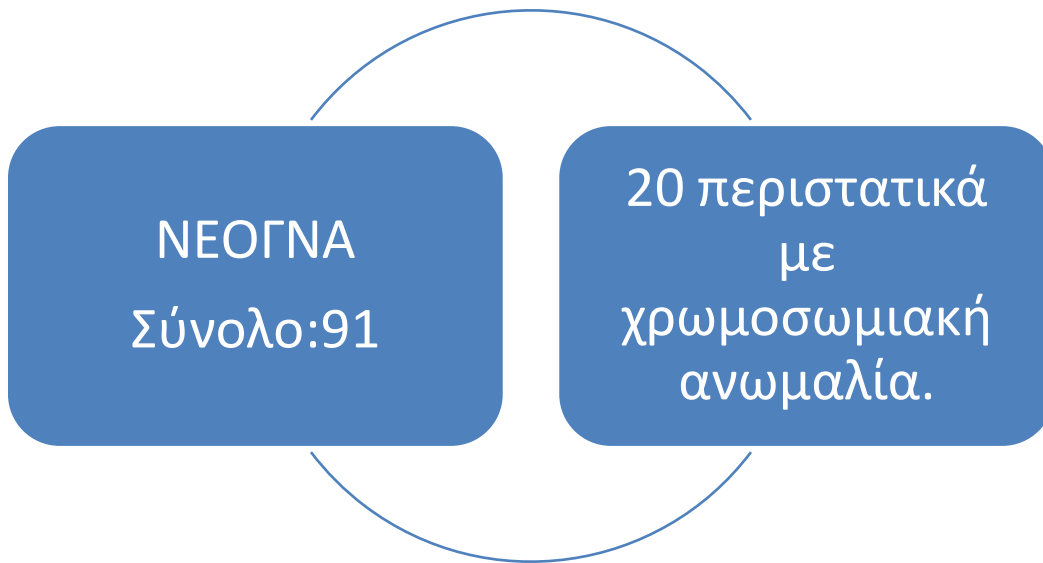 ΝΕΟΓΝΑ
Σύνολο:91
20 περιστατικά
με
χρωμοσωμιακή
ανωμαλία.